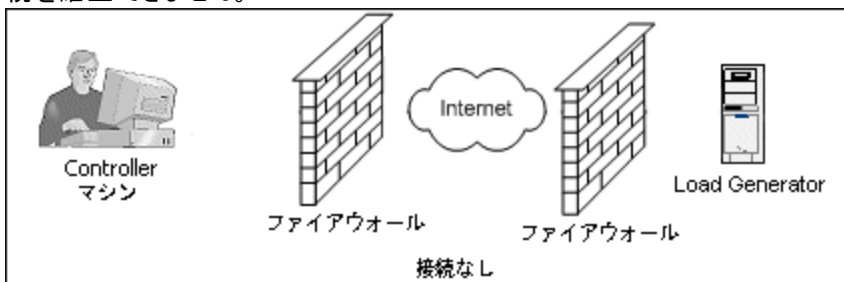 Internet
Controller
マシン
Load Generator
ファイアウォール
ファイアウォール
接続なし